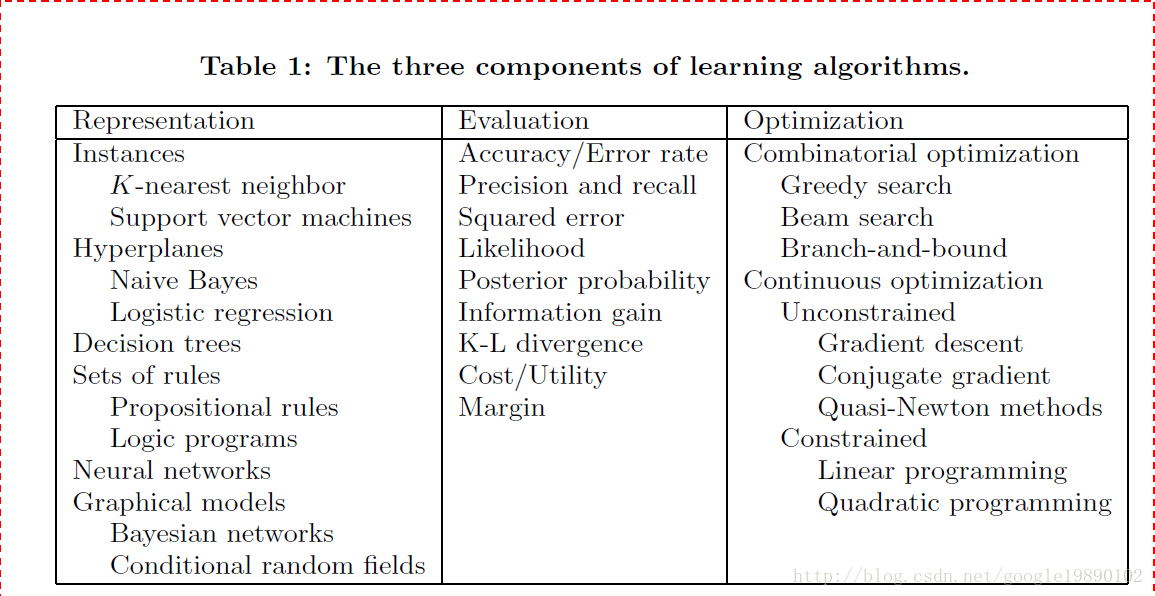 Table 1: The three components of learning algorithms.
Representation Evaluation Optimization
Instances Accuracy/Error rate Combinatorial optimization
K-nearest neighbor Precision and recall Greedy search
Support vector machines Squared error Beam search
Hyperplanes Likelihood Branch-and-bound
Naive Bayes Posterior probability Continuous optimization
Logistic regression Information gain Unconstrained
Decision trees K-L divergence Gradient descent
Sets of rules Cost/Utility Conjugate gradient
Propositional rules Margin Quasi-Newton methods
Logic programs Constrained
Neural networks Linear programming
Graphical models Quadratic programming
Bayesian networks
Conditional random fields
http://blog.csdn.net/google19890102